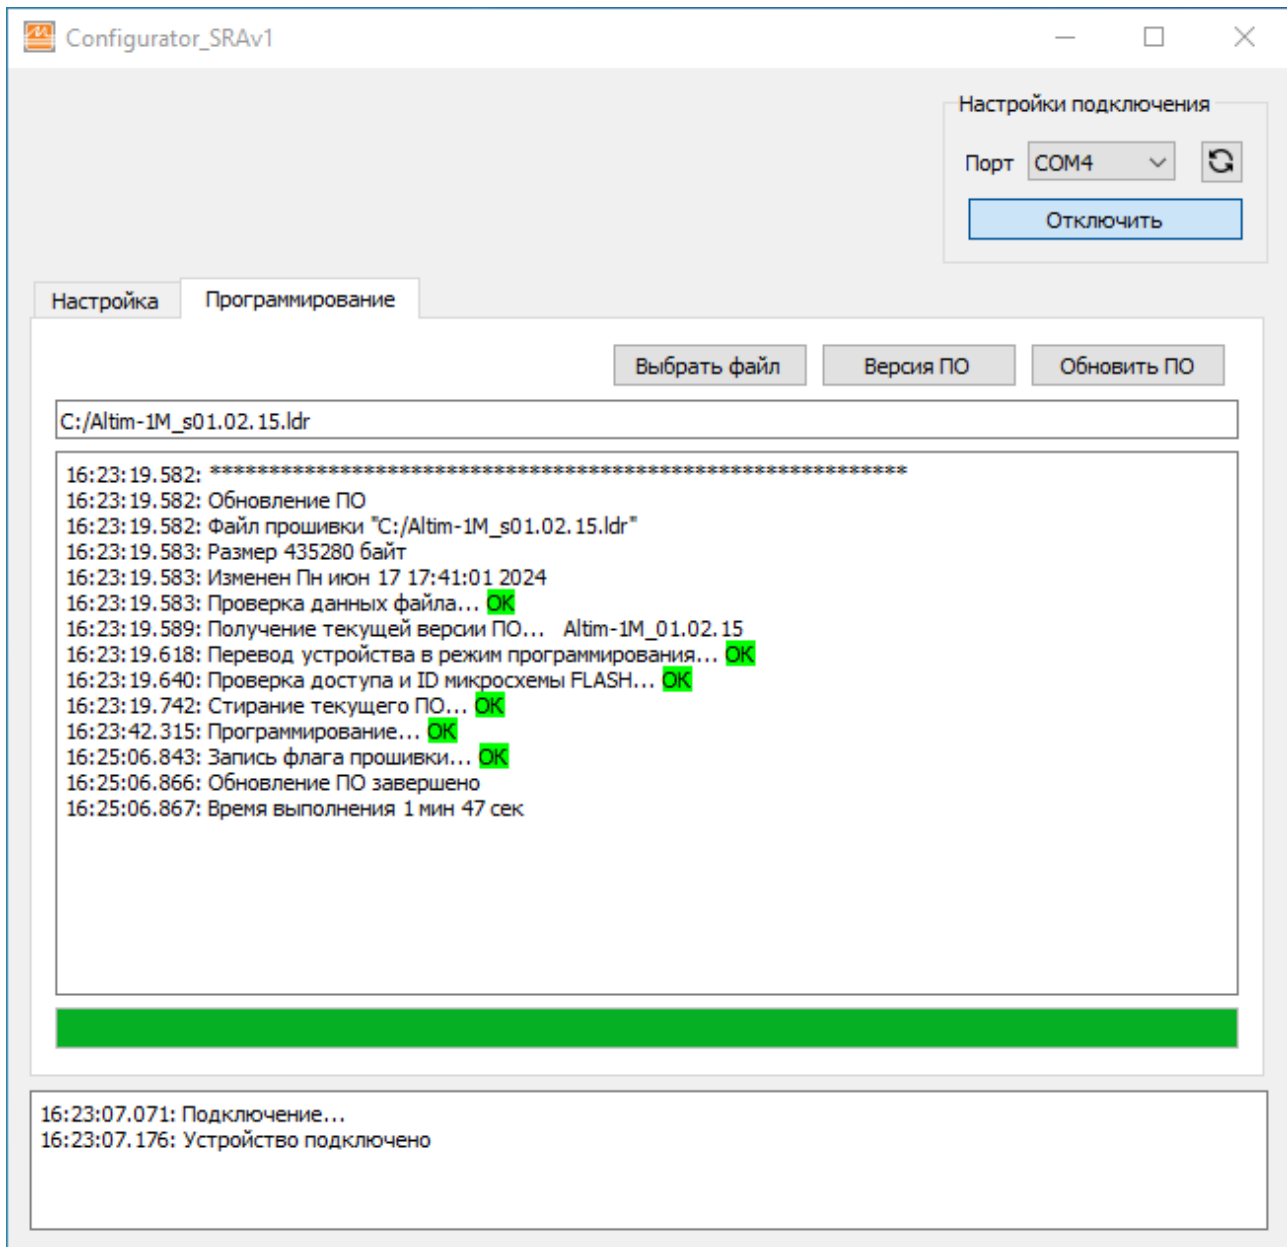 Configurator_SRAv1
Настройки подключения
Порт COM4
Отключить
Настройка Программирование
Выбрать файл Версия ПО Обновить ПО
C:/Altim-1M_s01.02.15.ldr
16:23:19.582: **********************************************************
16:23:19.582: Обновление ПО
16:23:19.582: Файл прошивки "C:/Altim-1M_s01.02.15.ldr"
16:23:19.583: Размер 435280 байт
16:23:19.583: Изменен Пн июн 17 17:41:01 2024
16:23:19.583: Проверка данных файла... OK
16:23:19.589: Получение текущей версии ПО... Altim-1M_01.02.15
16:23:19.618: Перевод устройства в режим программирования... OK
16:23:19.640: Проверка доступа и ID микросхемы FLASH... OK
16:23:19.742: Стирание текущего ПО... OK
16:23:42.315: Программирование... OK
16:25:06.843: Запись флага прошивки... OK
16:25:06.866: Обновление ПО завершено
16:25:06.867: Время выполнения 1 мин 47 сек
16:23:07.071: Подключение...
16:23:07.176: Устройство подключено